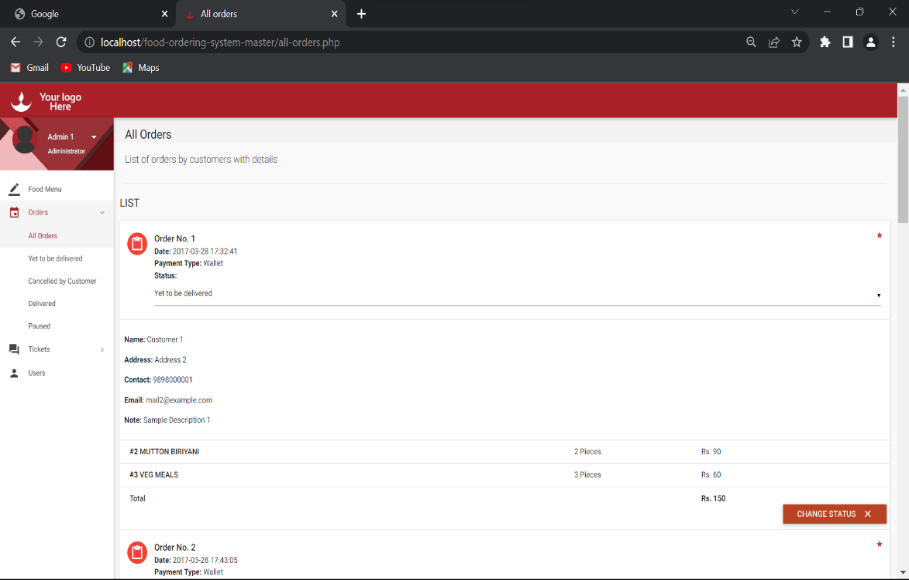 Google
All orders
localhost/food-ordering-system-master/all-orders.php
Gmail
YouTube
Maps
Your logo
Here
Admin 1
Administrator
Food Menu
Orders
All Orders
Yet to be delivered
Cancelled by Customer
Delivered
Paused
Tickets
Users
All Orders
List of orders by customers with details
LIST
Order No. 1
Date: 2017-03-28 17:32:41
Payment Type: Wallet
Status:
Yet to be delivered
Name: Customer 1
Address: Address 2
Contact: 9898000001
Email: mail2@example.com
Note: Sample Description 1
#2 MUTTON BIRIYANI 2 Pieces Rs. 90
#3 VEG MEALS 3 Pieces Rs. 60
Total Rs. 150
CHANGE STATUS
Order No. 2
Date: 2017-03-28 17:43:05
Payment Type: Wallet